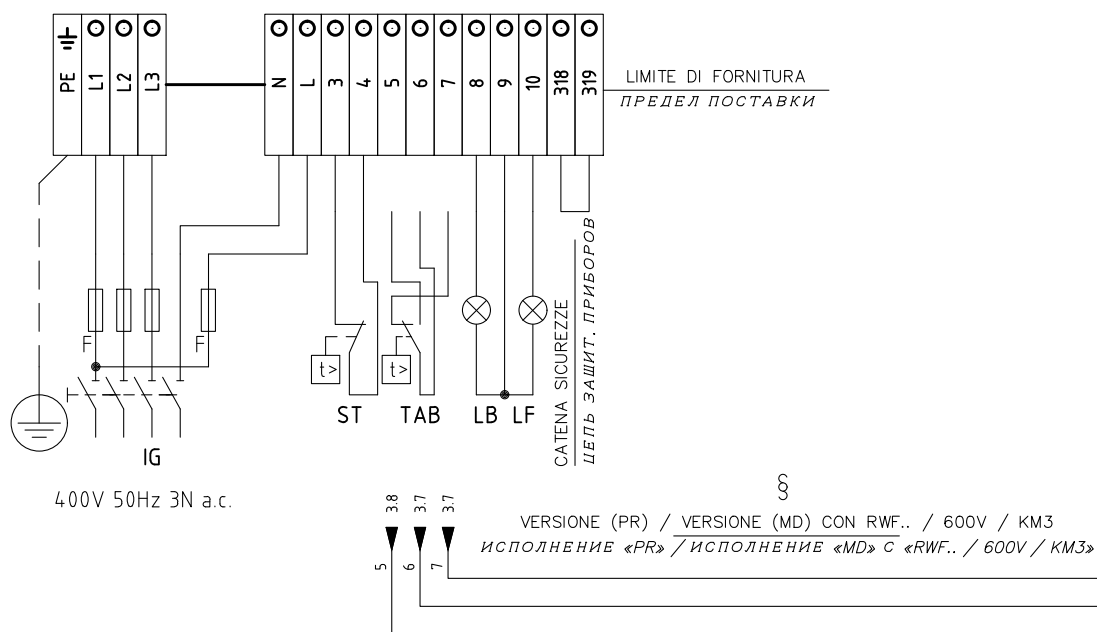 PE L1 L2 L3 N L 3 4 5 6 7 8 9 10 318 319
LIMITE DI FORNITURA
ПРЕДЕЛ ПОСТАВКИ
F F
t> t>
ST TAB LB LF
CATENA SICUREZZE
ЦЕПЬ ЗАЩИТ. ПРИБОРОВ
IG
400V 50Hz 3N a.c.
3.8 3.7 3.7
5 6 7
§
VERSIONE (PR) / VERSIONE (MD) CON RWF.. / 600V / KM3
ИСПОЛНЕНИЕ «PR» / ИСПОЛНЕНИЕ «MD» С «RWF.. / 600V / KM3»